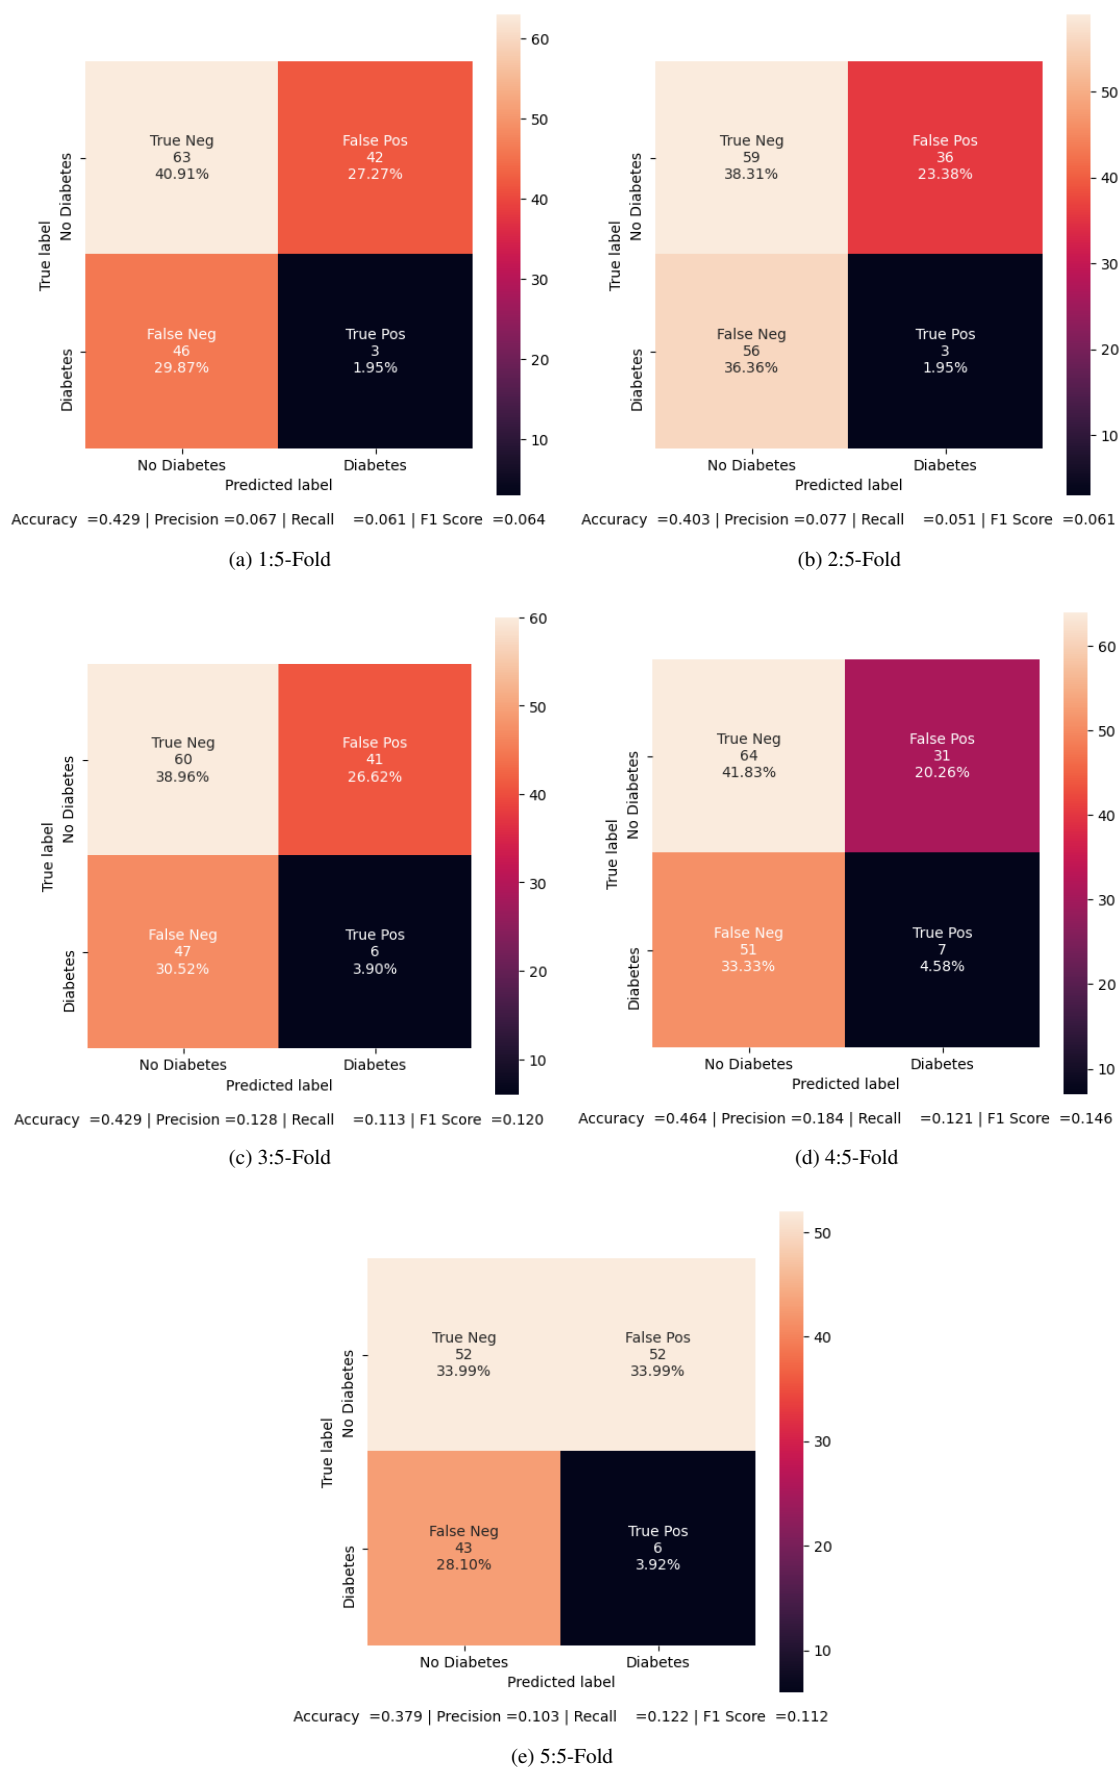 60
50
40
30
20
10
True Neg
63
40.91%
False Pos
42
27.27%
False Neg
46
29.87%
True Pos
3
1.95%
True label
No Diabetes
Diabetes
No Diabetes
Diabetes
Predicted label
Accuracy =0.429 | Precision =0.067 | Recall =0.061 | F1 Score =0.064
(a) 1:5-Fold
50
40
30
20
10
True Neg
59
38.31%
False Pos
36
23.38%
False Neg
56
36.36%
True Pos
3
1.95%
True label
No Diabetes
Diabetes
No Diabetes
Diabetes
Predicted label
Accuracy =0.403 | Precision =0.077 | Recall =0.051 | F1 Score =0.061
(b) 2:5-Fold
60
50
40
30
20
10
True Neg
60
38.96%
False Pos
41
26.62%
False Neg
47
30.52%
True Pos
6
3.90%
True label
No Diabetes
Diabetes
No Diabetes
Diabetes
Predicted label
Accuracy =0.429 | Precision =0.128 | Recall =0.113 | F1 Score =0.120
(c) 3:5-Fold
60
50
40
30
20
10
True Neg
64
41.83%
False Pos
31
20.26%
False Neg
51
33.33%
True Pos
7
4.58%
True label
No Diabetes
Diabetes
No Diabetes
Diabetes
Predicted label
Accuracy =0.464 | Precision =0.184 | Recall =0.121 | F1 Score =0.146
(d) 4:5-Fold
50
40
30
20
10
True Neg
52
33.99%
False Pos
52
33.99%
False Neg
43
28.10%
True Pos
6
3.92%
True label
No Diabetes
Diabetes
No Diabetes
Diabetes
Predicted label
Accuracy =0.379 | Precision =0.103 | Recall =0.122 | F1 Score =0.112
(e) 5:5-Fold